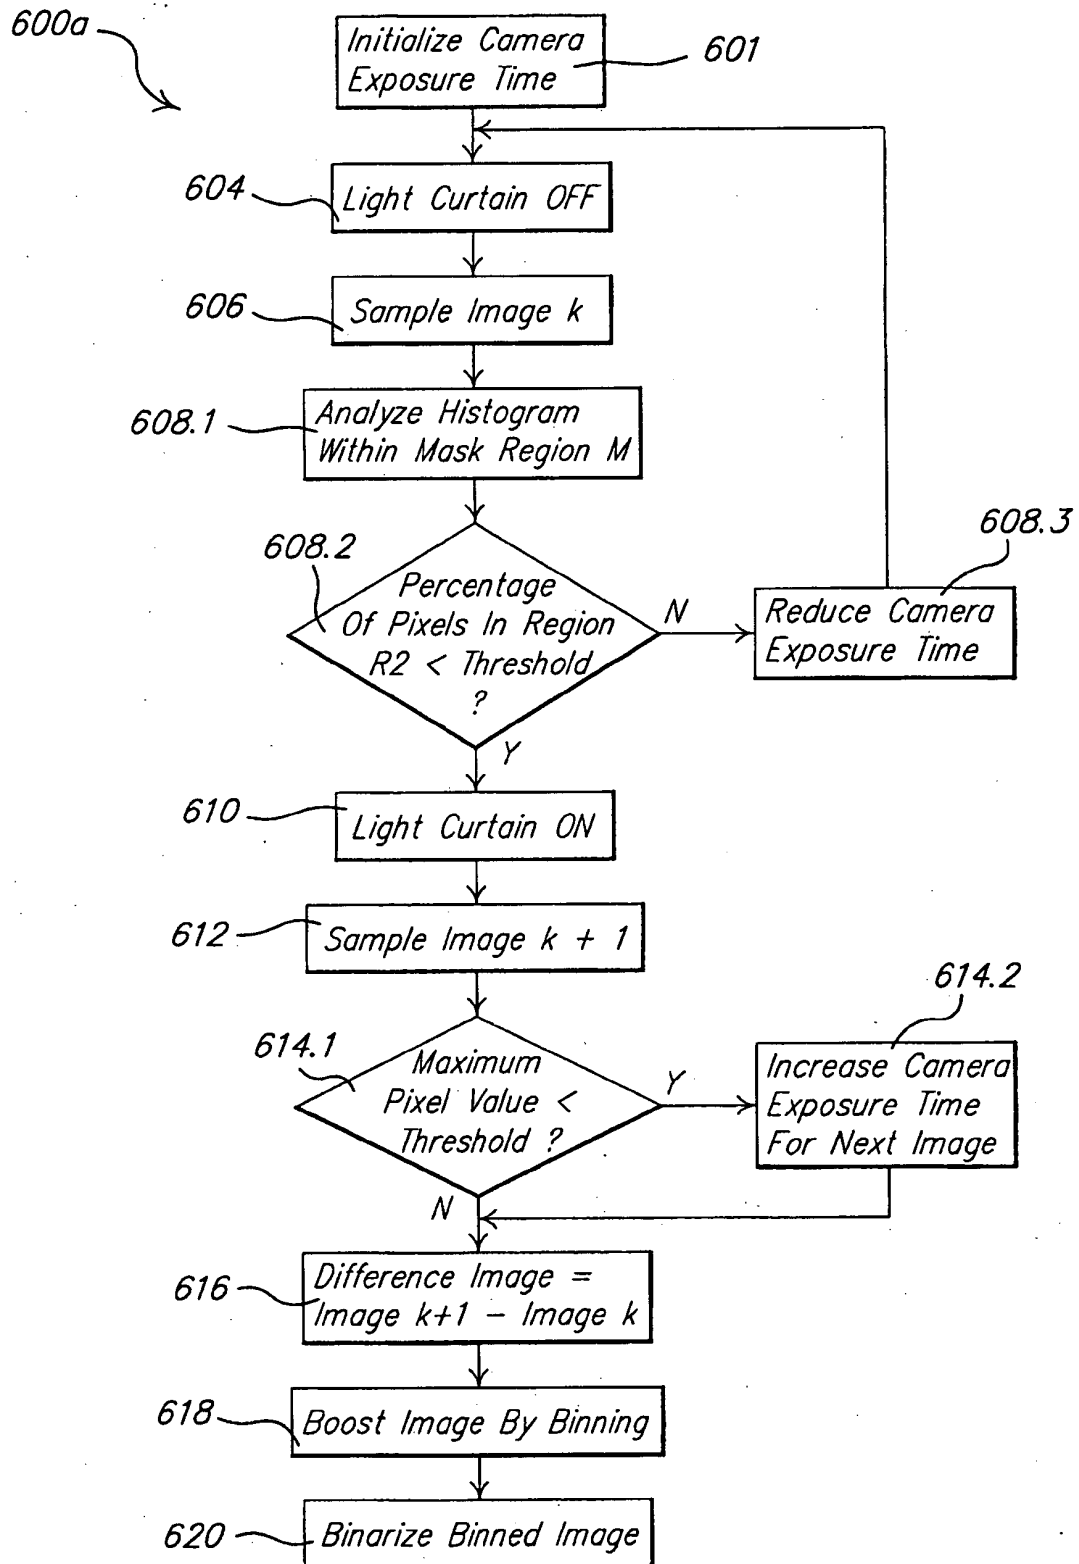 600a
Initialize Camera
Exposure Time
601
604
Light Curtain OFF
606
Sample Image k
608.1
Analyze Histogram
Within Mask Region M
608.2
Percentage
Of Pixels In Region
R2 < Threshold
?
N
Y
608.3
Reduce Camera
Exposure Time
610
Light Curtain ON
612
Sample Image k + 1
614.1
Maximum
Pixel Value <
Threshold ?
Y
N
614.2
Increase Camera
Exposure Time
For Next Image
616
Difference Image =
Image k+1 - Image k
618
Boost Image By Binning
620
Binarize Binned Image